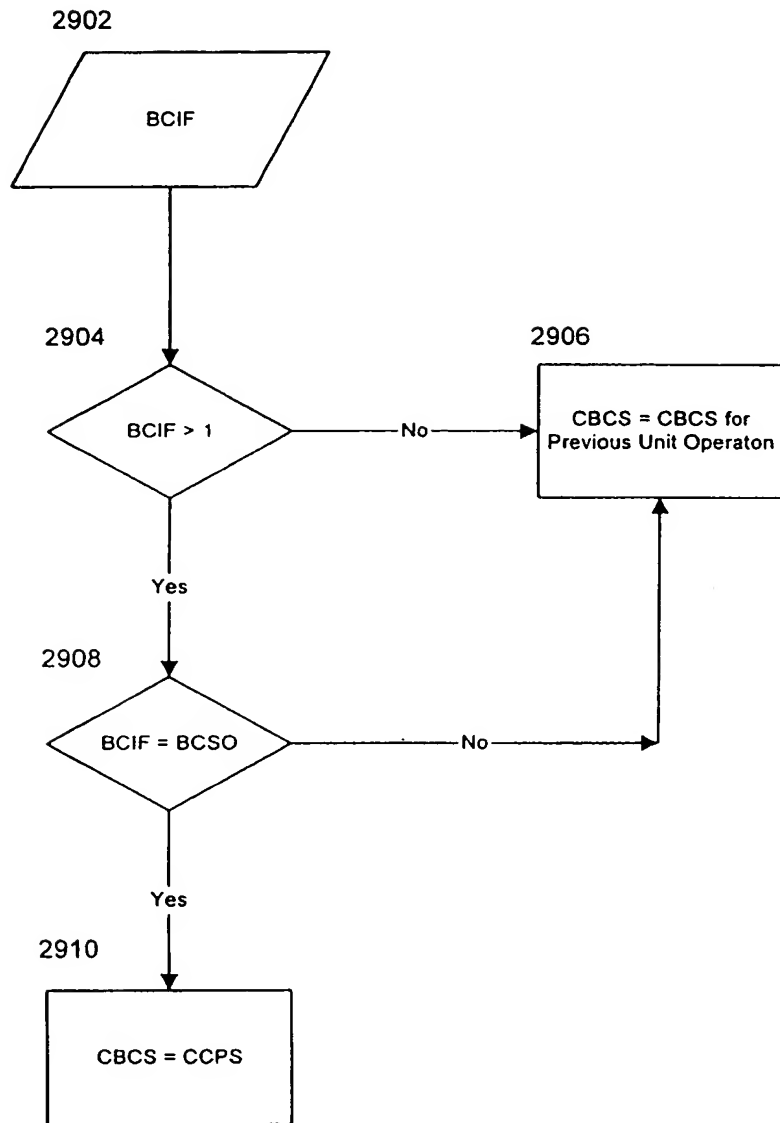 2902
BCIF
2904
BCIF > 1
No
2906
CBCS = CBCS for
Previous Unit Operaton
Yes
2908
BCIF = BCSO
No
Yes
2910
CBCS = CCPS